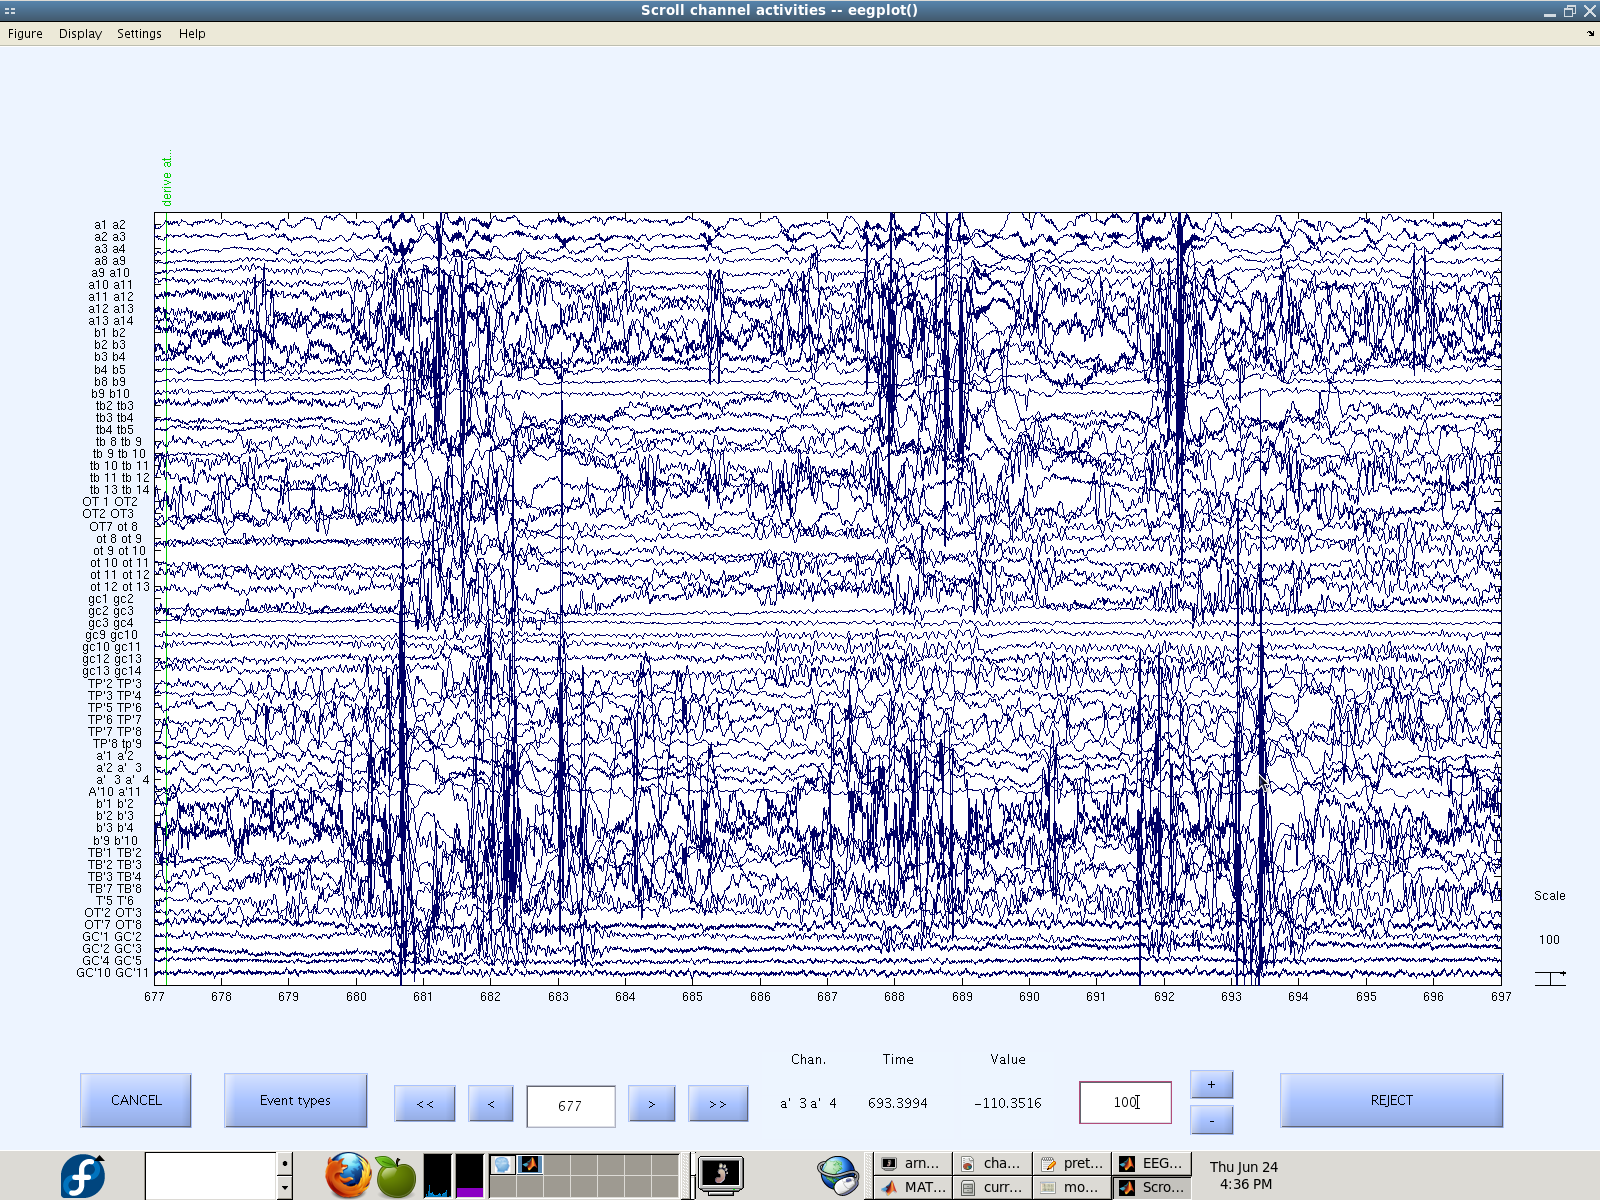 Scroll channel activities -- eegplot()
Figure Display Settings Help
derive at...
a1 a2
a2 a3
a3 a4
a8 a9
a9 a10
a10 a11
a11 a12
a12 a13
a13 a14
b1 b2
b2 b3
b3 b4
b4 b5
b8 b9
b9 b10
tb2 tb3
tb3 tb4
tb4 tb5
tb 8 tb 9
tb 9 tb 10
tb 10 tb 11
tb 11 tb 12
tb 13 tb 14
OT 1 OT2
OT2 OT3
OT7 ot 8
ot 8 ot 9
ot 9 ot 10
ot 10 ot 11
ot 11 ot 12
ot 12 ot 13
gc1 gc2
gc2 gc3
gc3 gc4
gc9 gc10
gc10 gc11
gc12 gc13
gc13 gc14
TP'2 TP'3
TP'3 TP'4
TP'5 TP'6
TP'6 TP'7
TP'7 TP'8
TP'8 tp'9
a'1 a'2
a'2 a' 3
a' 3 a' 4
A'10 a'11
b'1 b'2
b'2 b'3
b'3 b'4
b'9 b'10
TB'1 TB'2
TB'2 TB'3
TB'3 TB'4
TB'7 TB'8
T'5 T'6
OT'2 OT'3
OT'7 OT'8
GC'1 GC'2
GC'2 GC'3
GC'4 GC'5
GC'10 GC'11
677 678 679 680 681 682 683 684 685 686 687 688 689 690 691 692 693 694 695 696 697
Scale
100
+
Chan. Time Value
CANCEL Event types << < 677 > >> a' 3 a' 4 693.3994 -110.3516 100 + REJECT
-
arn... cha... pret... EEG...
MAT... curr... mo... Scro...
Thu Jun 24
4:36 PM